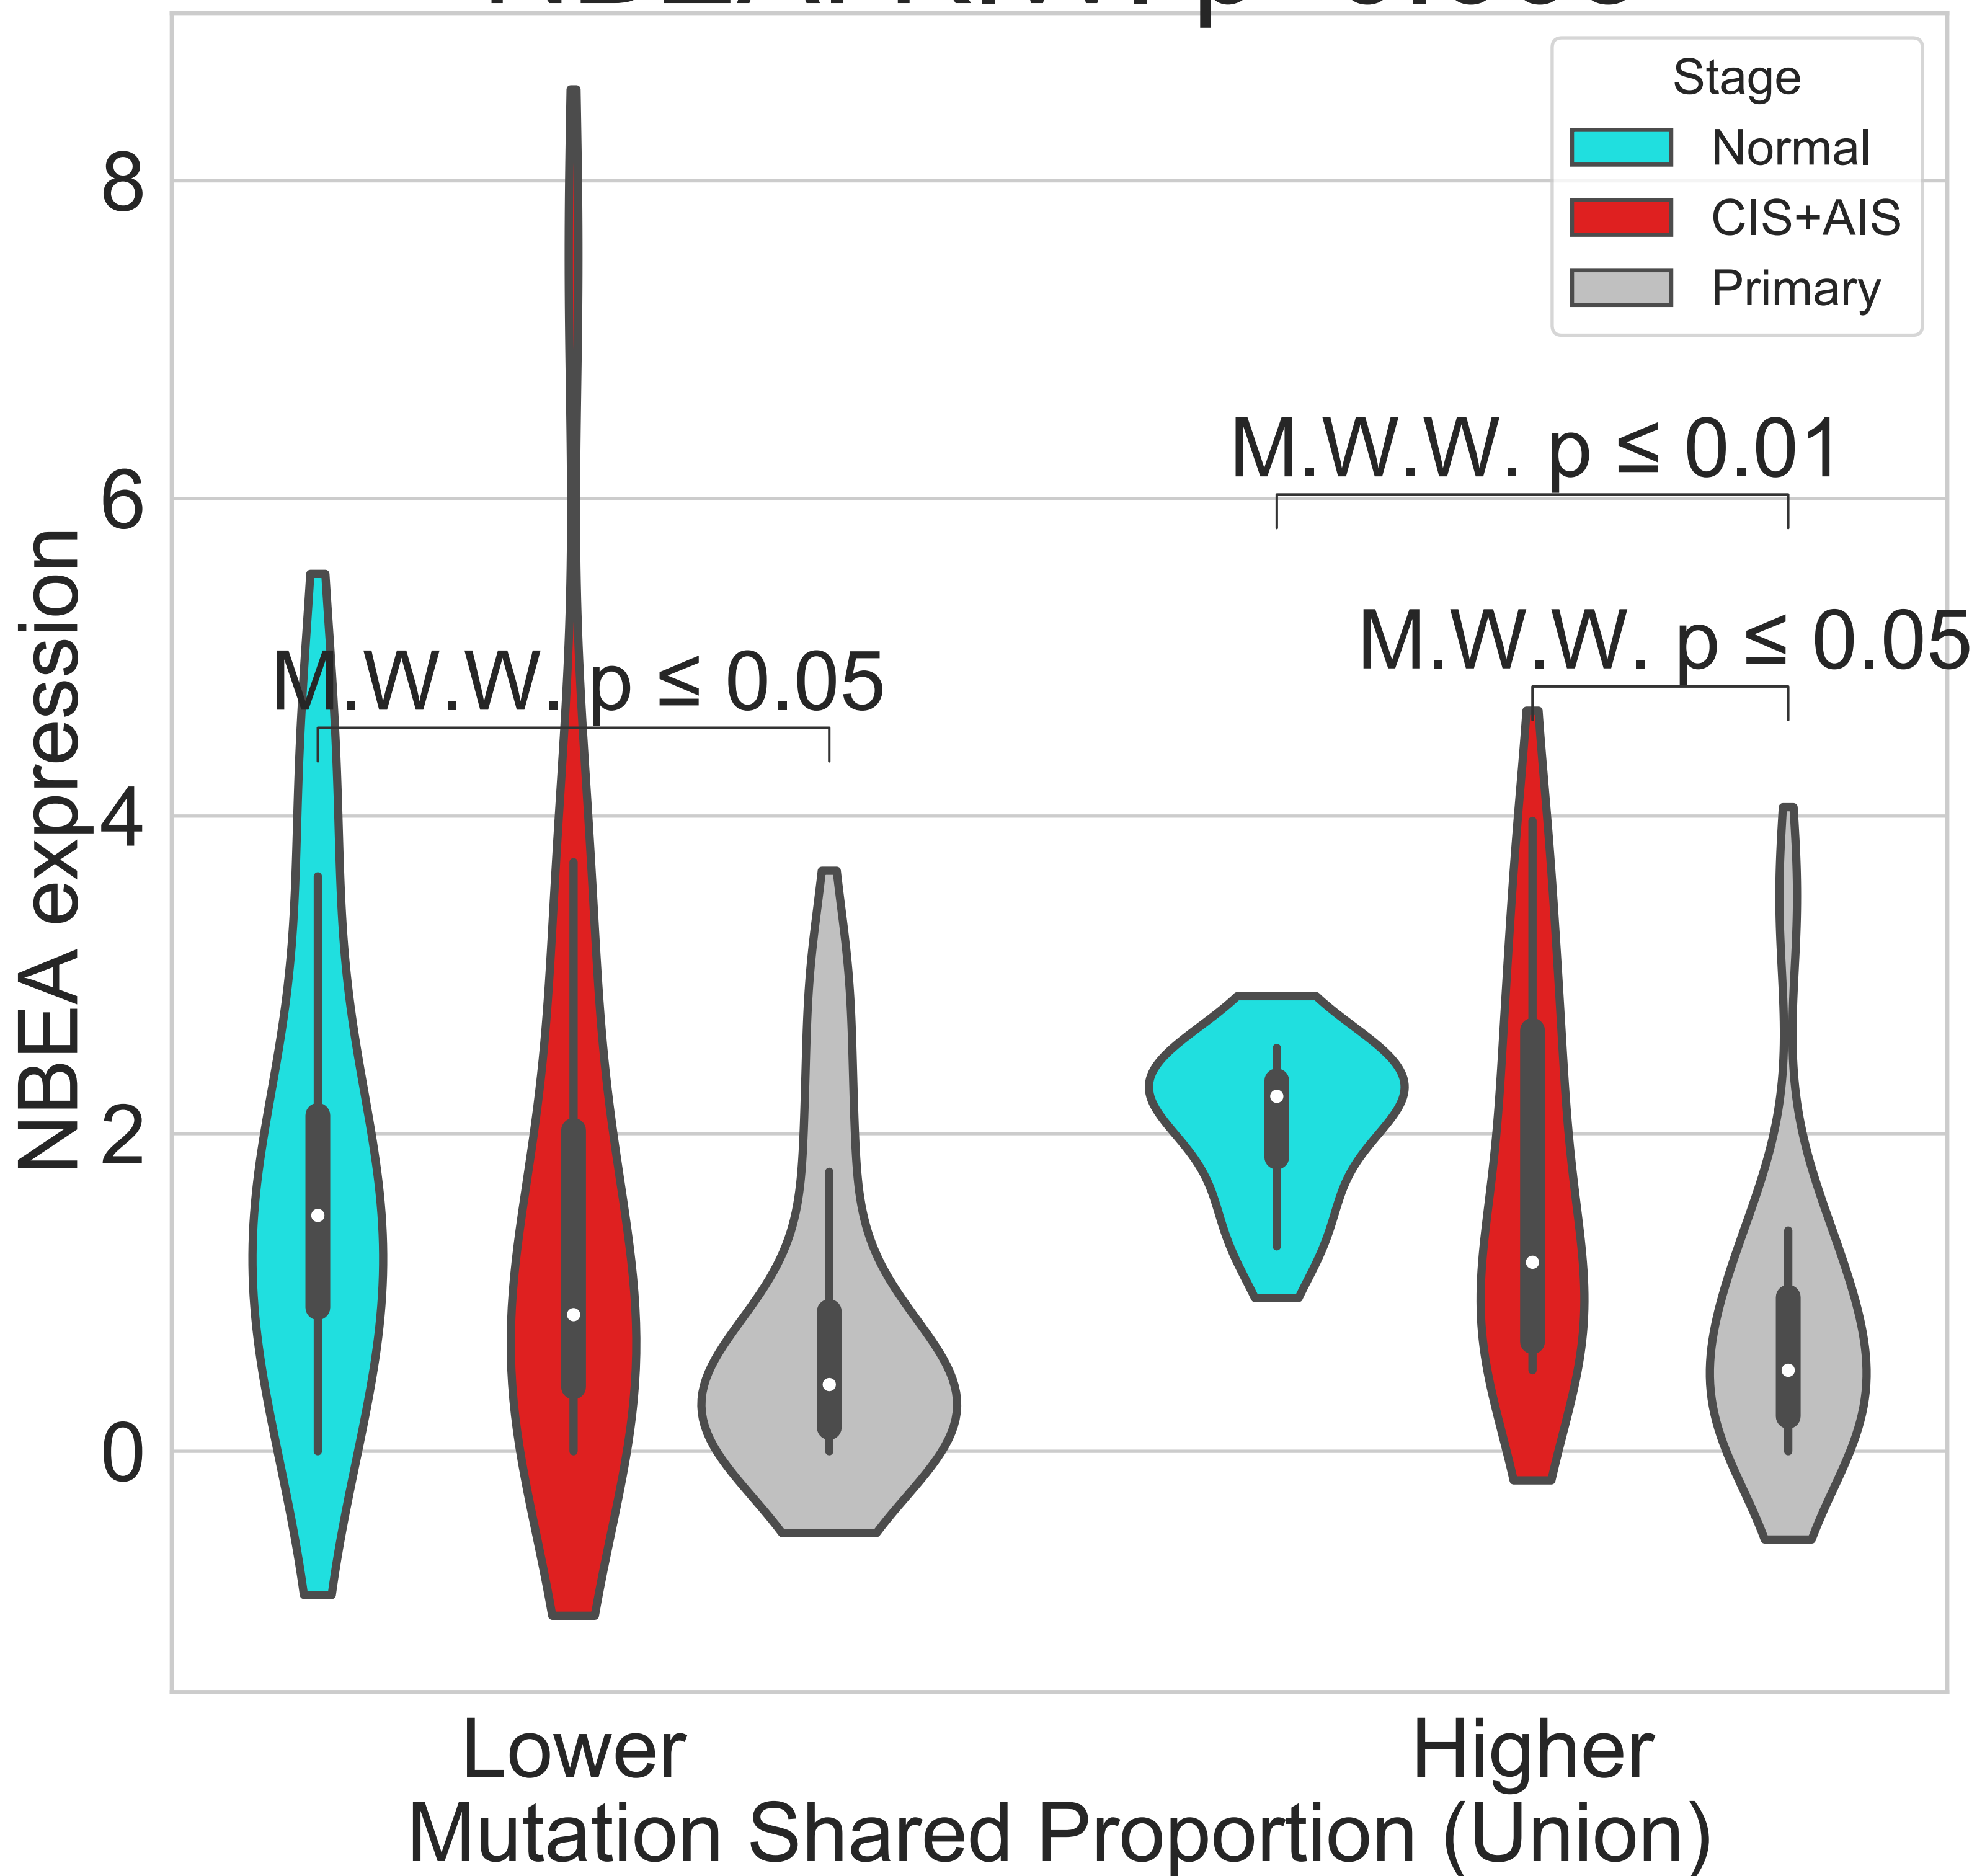 Stage
Normal
CIS+AIS
Primary
8
6
4
2
0
NBEA expression
M.W.W. p ≤ 0.01
M.W.W. p ≤ 0.05
M.W.W. p ≤ 0.05
Lower
Higher
Mutation Shared Proportion (Union)